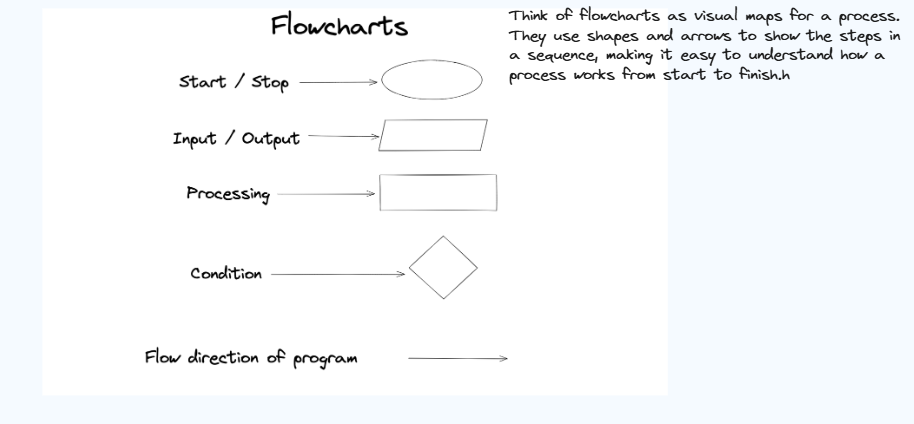 Flowcharts
Think of flowcharts as visual maps for a process.
They use shapes and arrows to show the steps in
a sequence, making it easy to understand how a
process works from start to finish.h
Start / Stop
Input / Output
Processing
Condition
Flow direction of program